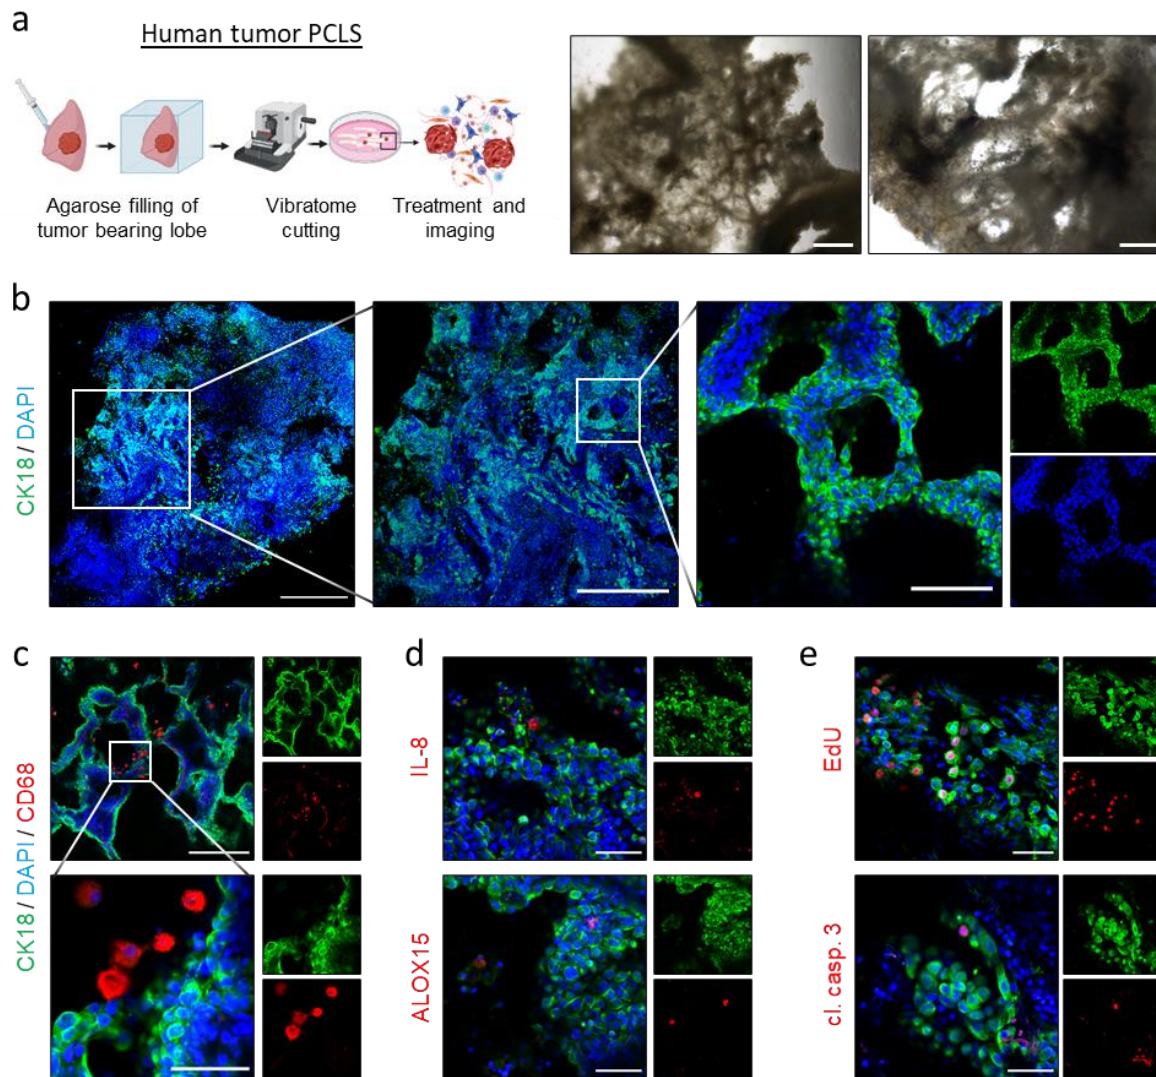 a
Human tumor PCLS
Agarose filling of
tumor bearing lobe
Vibratome
cutting
Treatment and
imaging
b
CK18 / DAPI
c
CK18 / DAPI / CD68
d
IL-8
ALOX15
e
EdU
cl. casp. 3